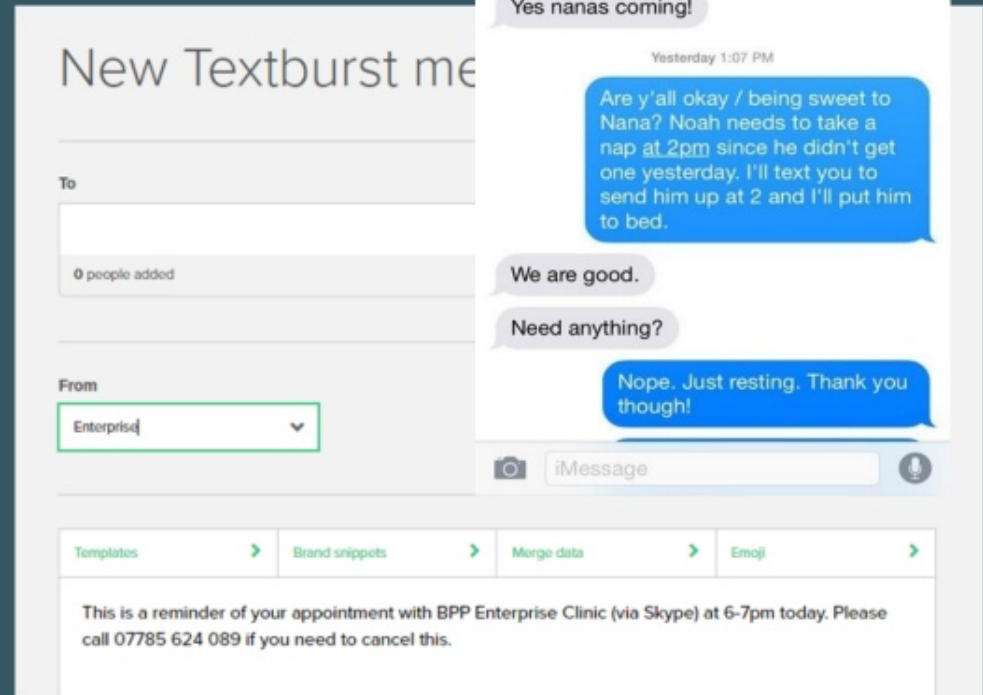 New Textburst me
To
0 people added
From
Enterprise
Yes nanas coming!
Yesterday 1:07 PM
Are y'all okay / being sweet to
Nana? Noah needs to take a
nap at 2pm since he didn't get
one yesterday. I'll text you to
send him up at 2 and I'll put him
to bed.
We are good.
Need anything?
Nope. Just resting. Thank you
though!
iMessage
Templates
Brand snippets
Merge data
Emoji
This is a reminder of your appointment with BPP Enterprise Clinic (via Skype) at 6-7pm today. Please
call 07785 624 089 if you need to cancel this.